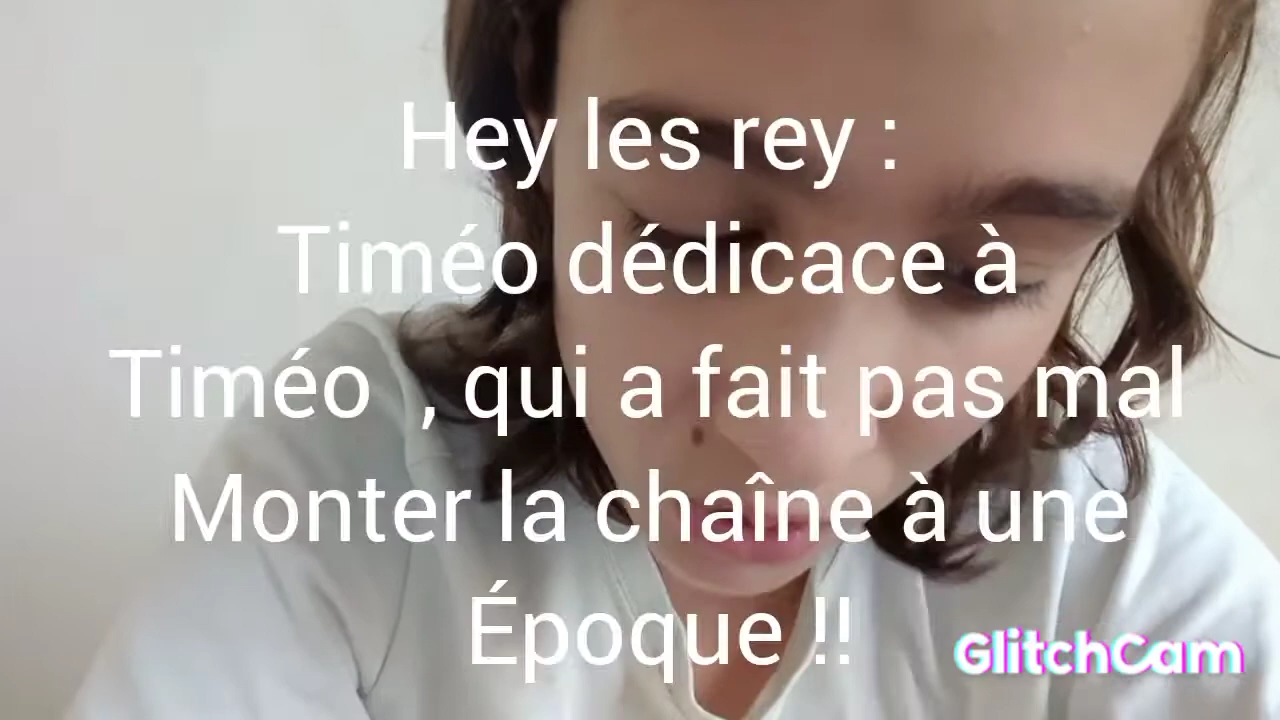 Hey les rey :
Timéo dédicace à
Timéo , qui a fait pas mal
Monter la chaîne à une
Époque !!
GlitchCam